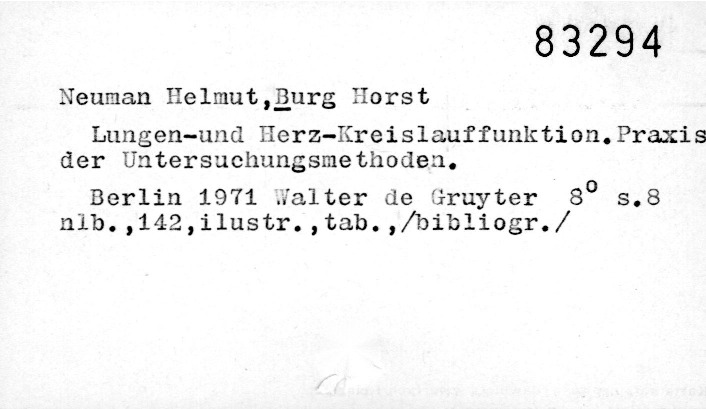 83294
Neuman Helmut,Burg Horst
Lungen-und Herz-Kreislauffunktion.Praxis
der Untersuchungsmethoden.
Berlin 1971 Walter de Gruyter 8° s.8
nlb.,142,ilustr.,tab.,/bibliogr./